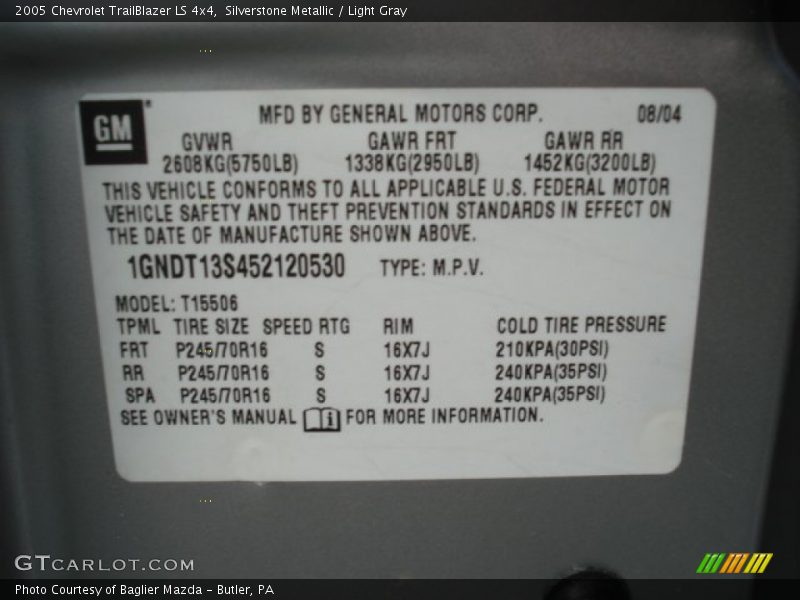 2005 Chevrolet TrailBlazer LS 4x4,  Silverstone Metallic / Light Gray
GM
MFD BY GENERAL MOTORS CORP. 08/04
GVWR GAWR FRT GAWR RR
2608KG(5750LB) 1338KG(2950LB) 1452KG(3200LB)
THIS VEHICLE CONFORMS TO ALL APPLICABLE U.S. FEDERAL MOTOR
VEHICLE SAFETY AND THEFT PREVENTION STANDARDS IN EFFECT ON
THE DATE OF MANUFACTURE SHOWN ABOVE.
1GNDT13S452120530 TYPE: M.P.V.
MODEL: T15506
TPML TIRE SIZE SPEED RTG RIM COLD TIRE PRESSURE
FRT P245/70R16 S 16X7J 210KPA(30PSI)
RR P245/70R16 S 16X7J 240KPA(35PSI)
SPA P245/70R16 S 16X7J 240KPA(35PSI)
SEE OWNER'S MANUAL i FOR MORE INFORMATION.
GTCARLOT.COM
Photo Courtesy of Baglier Mazda - Butler, PA